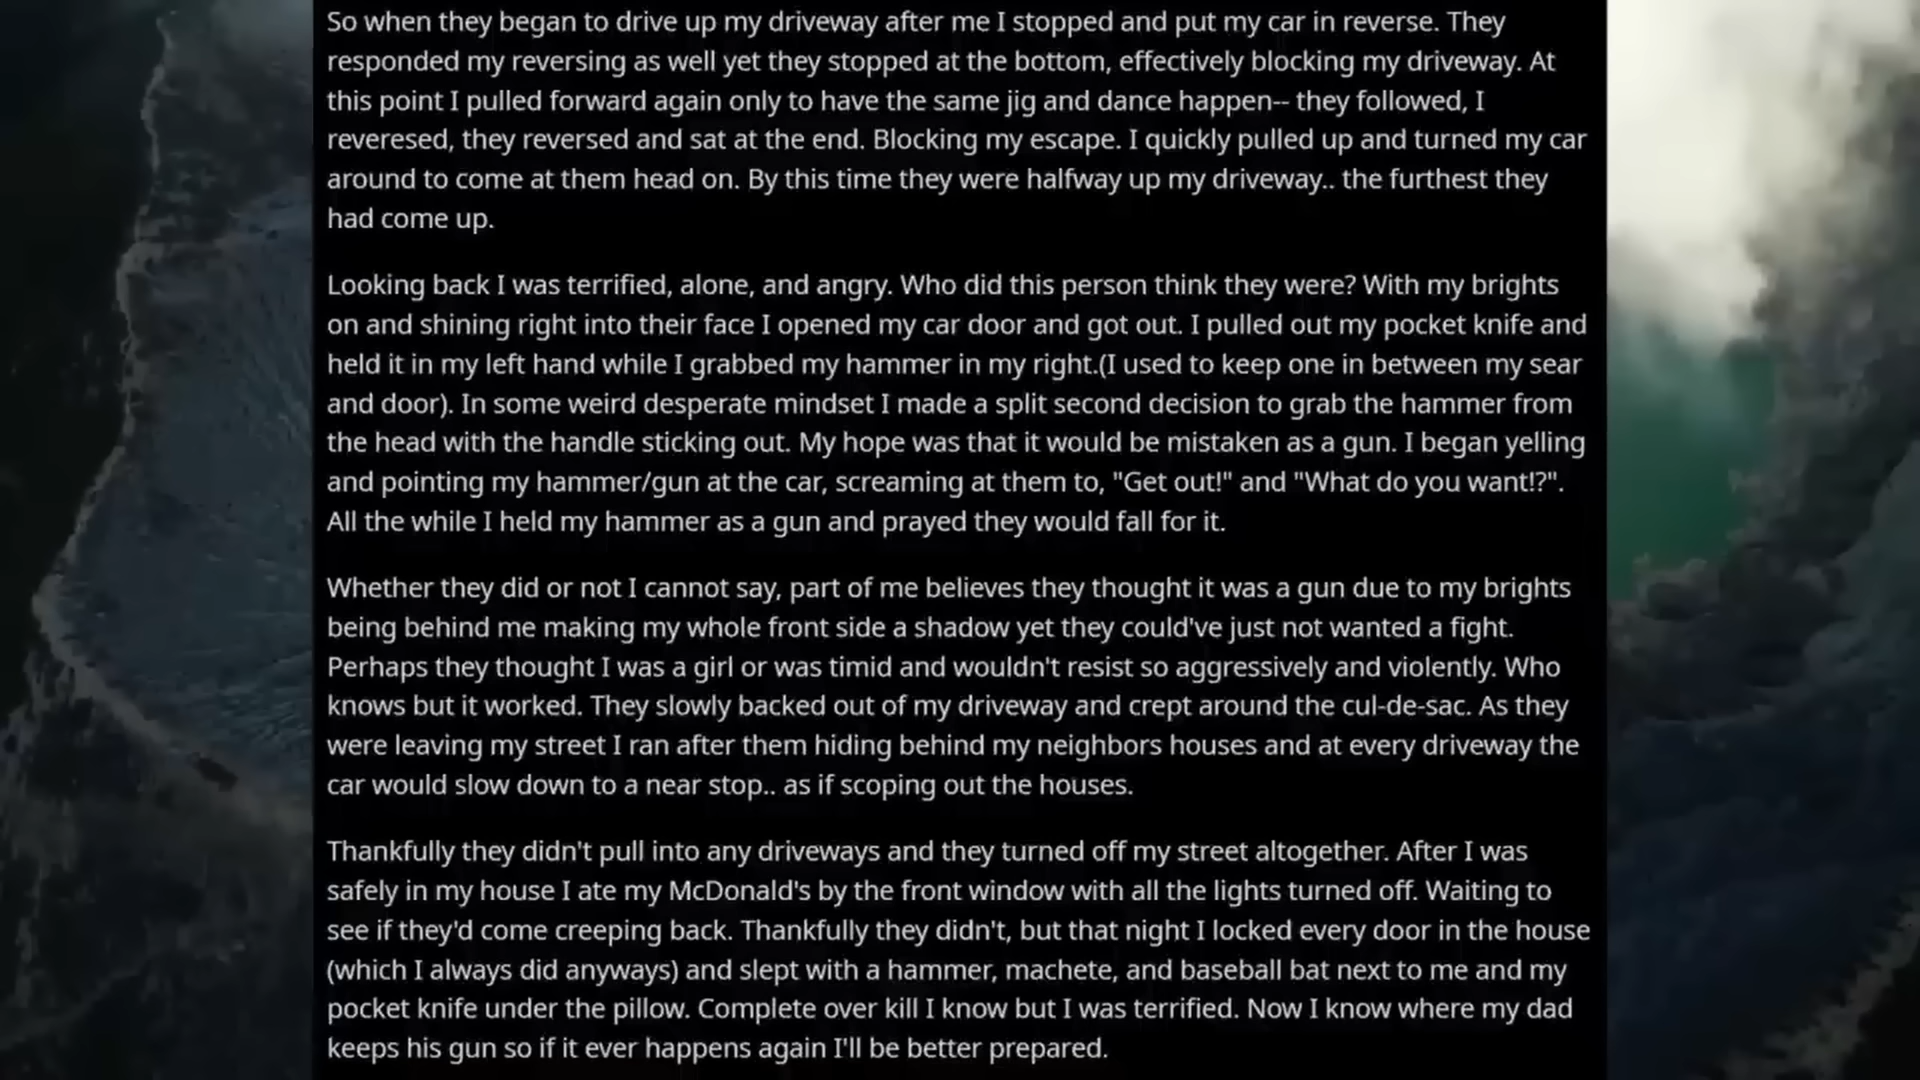 So when they began to drive up my driveway after me I stopped and put my car in reverse. They
responded my reversing as well yet they stopped at the bottom, effectively blocking my driveway. At
this point I pulled forward again only to have the same jig and dance happen-- they followed, I
reveresed, they reversed and sat at the end. Blocking my escape. I quickly pulled up and turned my car
around to come at them head on. By this time they were halfway up my driveway.. the furthest they
had come up.
Looking back I was terrified, alone, and angry. Who did this person think they were? With my brights
on and shining right into their face I opened my car door and got out. I pulled out my pocket knife and
held it in my left hand while I grabbed my hammer in my right.(I used to keep one in between my sear
and door). In some weird desperate mindset I made a split second decision to grab the hammer from
the head with the handle sticking out. My hope was that it would be mistaken as a gun. I began yelling
and pointing my hammer/gun at the car, screaming at them to, "Get out!" and "What do you want!?".
All the while I held my hammer as a gun and prayed they would fall for it.
Whether they did or not I cannot say, part of me believes they thought it was a gun due to my brights
being behind me making my whole front side a shadow yet they could've just not wanted a fight.
Perhaps they thought I was a girl or was timid and wouldn't resist so aggressively and violently. Who
knows but it worked. They slowly backed out of my driveway and crept around the cul-de-sac. As they
were leaving my street I ran after them hiding behind my neighbors houses and at every driveway the
car would slow down to a near stop.. as if scoping out the houses.
Thankfully they didn't pull into any driveways and they turned off my street altogether. After I was
safely in my house I ate my McDonald's by the front window with all the lights turned off. Waiting to
see if they'd come creeping back. Thankfully they didn't, but that night I locked every door in the house
(which I always did anyways) and slept with a hammer, machete, and baseball bat next to me and my
pocket knife under the pillow. Complete over kill I know but I was terrified. Now I know where my dad
keeps his gun so if it ever happens again I'll be better prepared.